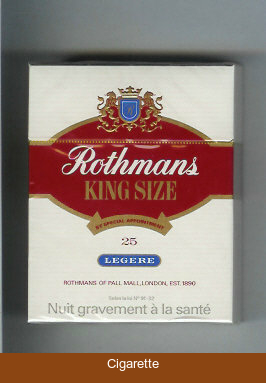 Rothmans
KING SIZE
BY SPECIAL APPOINTMENT
25
LEGERE
ROTHMANS OF PALL MALL, LONDON, EST. 1890
Nuit gravement à la santé
Cigarette